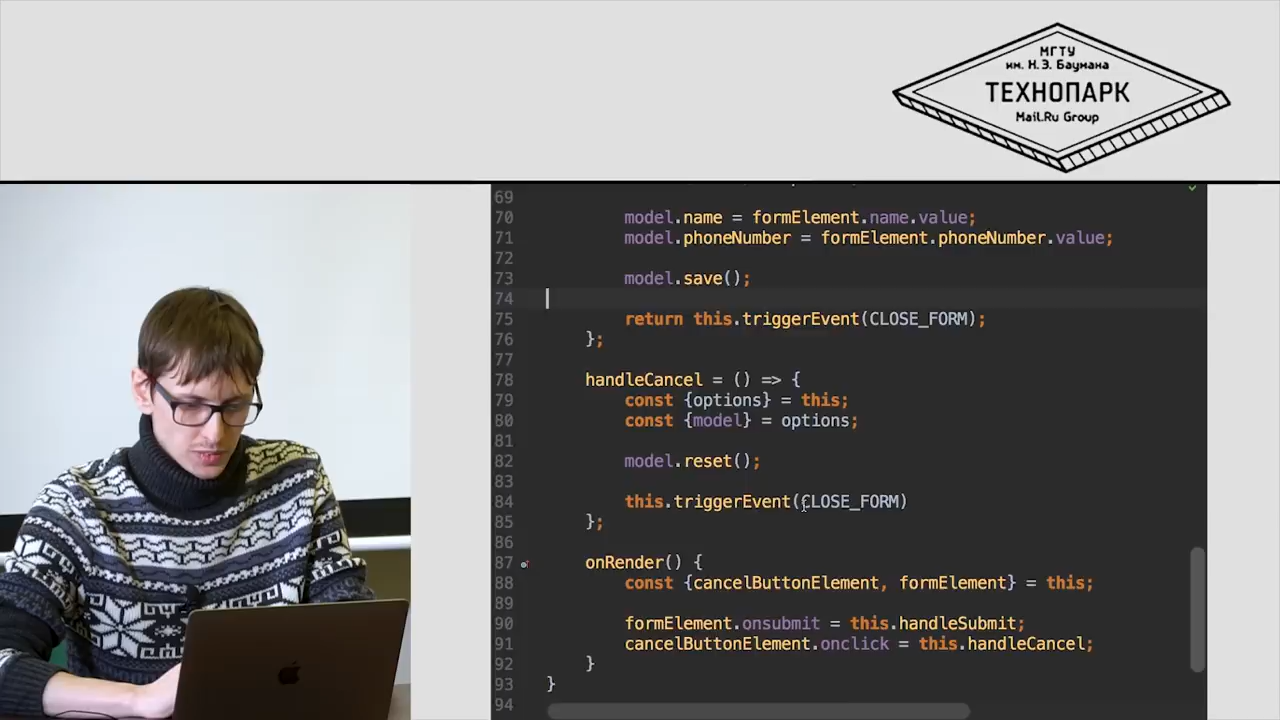 МГТУ
им. Н.Э. Баумана
ТЕХНОПАРК
Mail.Ru Group
69
70 model.name = formElement.name.value;
71 model.phoneNumber = formElement.phoneNumber.value;
72
73 model.save();
74
75 return this.triggerEvent(CLOSE_FORM);
76 };
77
78 handleCancel = () => {
79 const {options} = this;
80 const {model} = options;
81
82 model.reset();
83
84 this.triggerEvent(CLOSE_FORM)
85 };
86
87 onRender() {
88 const {cancelButtonElement, formElement} = this;
89
90 formElement.onsubmit = this.handleSubmit;
91 cancelButtonElement.onclick = this.handleCancel;
92 }
93 }
94